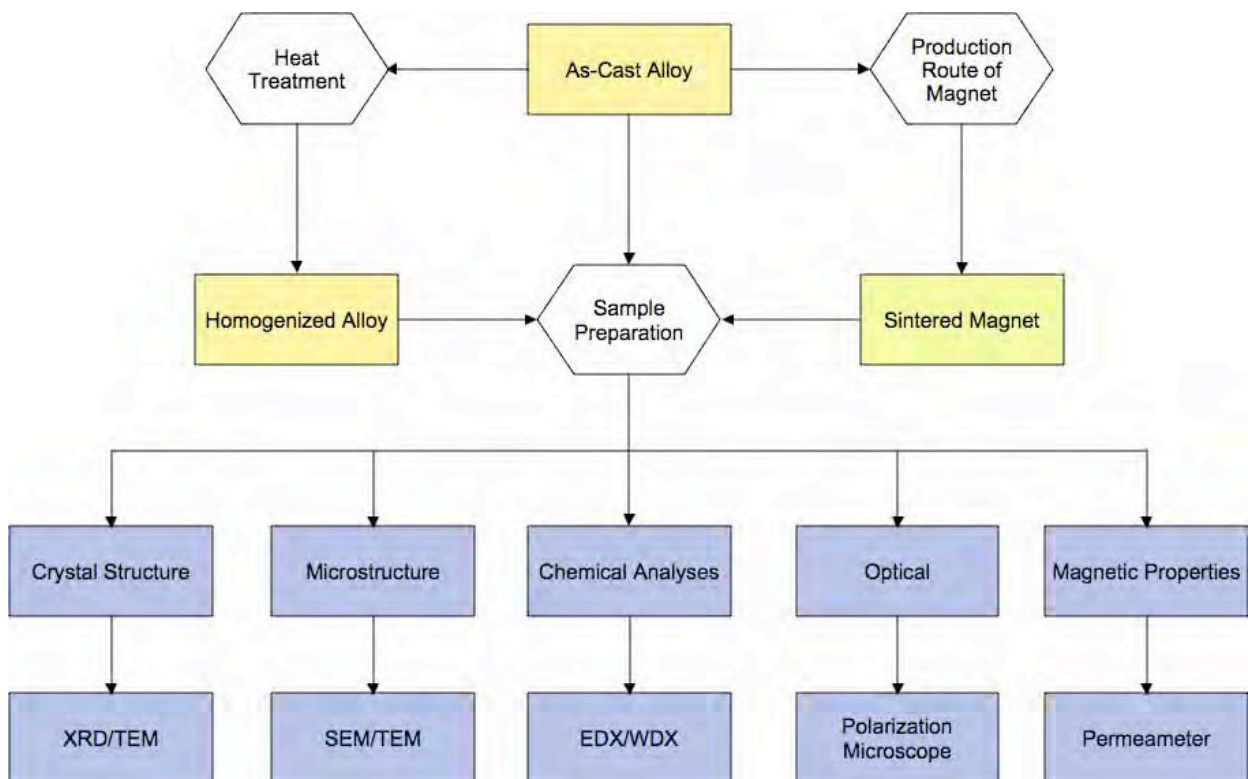 Heat
Treatment
As-Cast Alloy
Production
Route of
Magnet
Homogenized Alloy
Sample
Preparation
Sintered Magnet
Crystal Structure
Microstructure
Chemical Analyses
Optical
Magnetic Properties
XRD/TEM
SEM/TEM
EDX/WDX
Polarization
Microscope
Permeameter